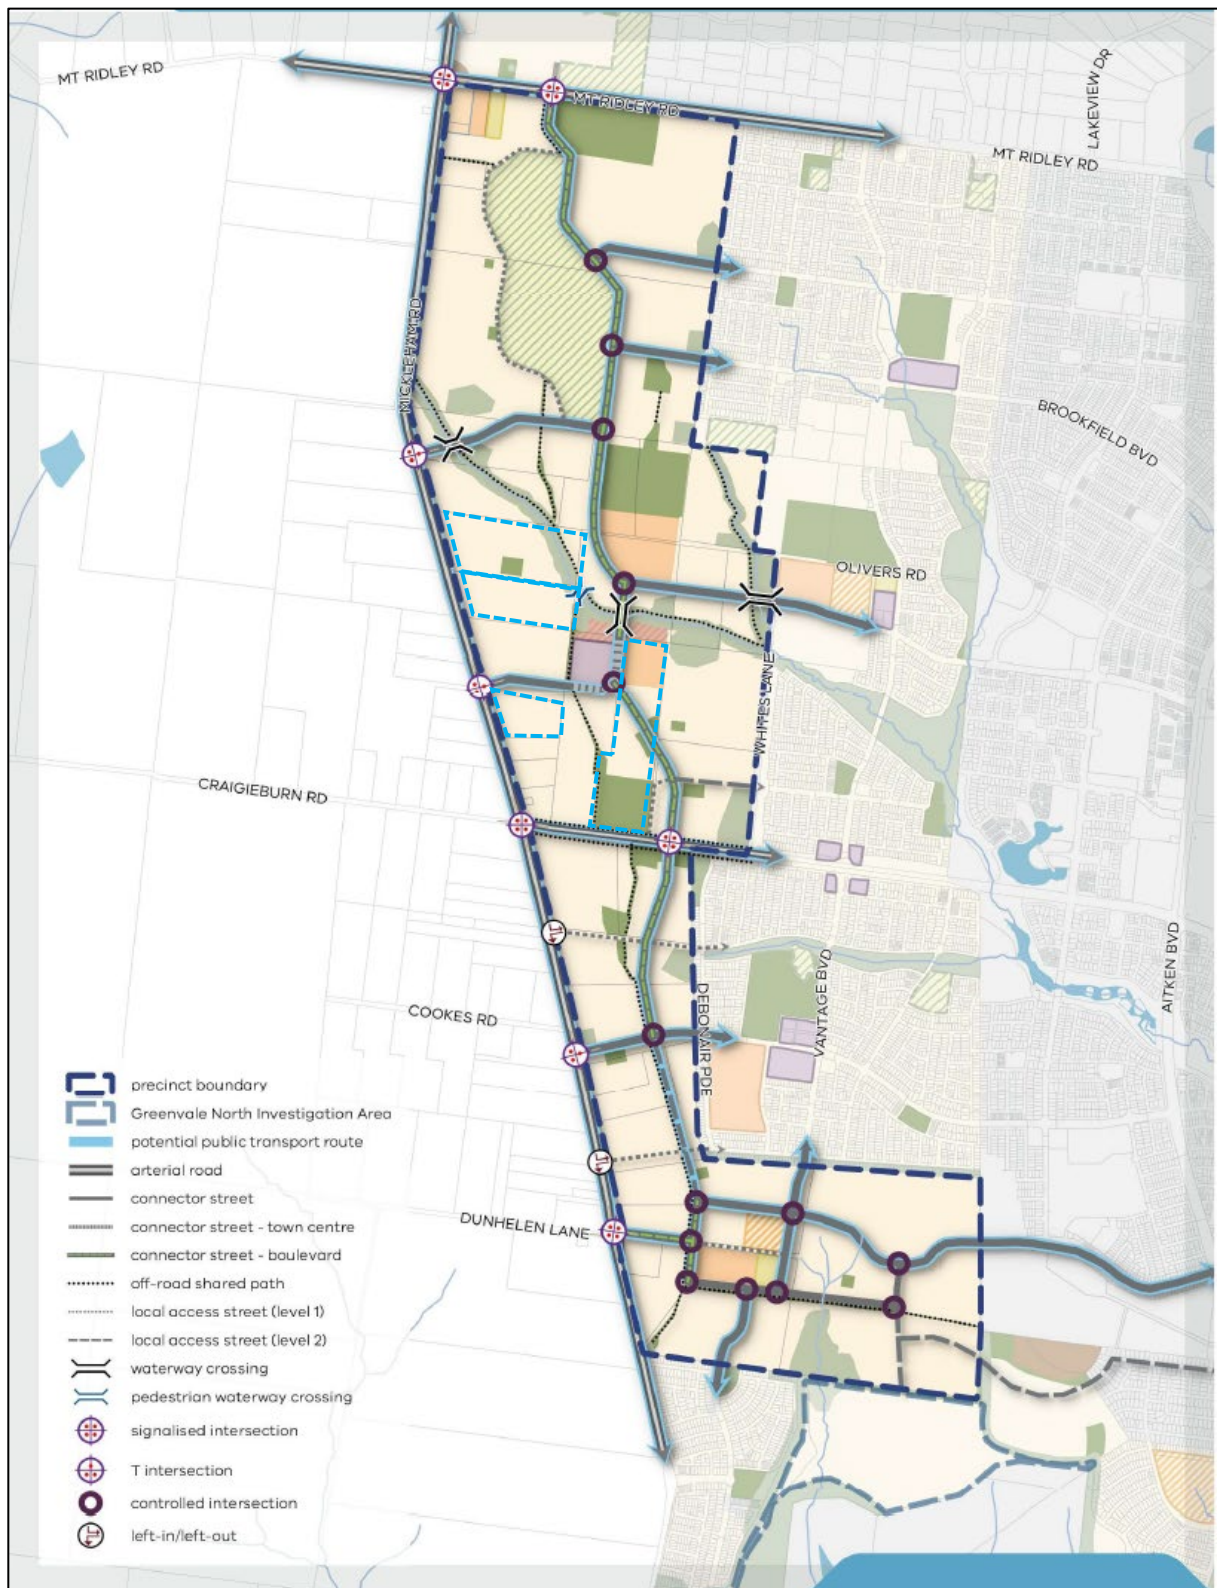 MT RIDLEY RD
MT RIDLEY RD
LAKEVIEW DR
MT RIDLEY RD
MICKLEHAM RD
BROOKFIELD BVD
OLIVERS RD
WHITES LANE
CRAIGIEBURN RD
AITKEN BVD
VANTAGE BVD
DEBONAIR PDE
COOKES RD
DUNHELEN LANE
precinct boundary
Greenvale North Investigation Area
potential public transport route
arterial road
connector street
connector street - town centre
connector street - boulevard
off-road shared path
local access street (level 1)
local access street (level 2)
waterway crossing
pedestrian waterway crossing
signalised intersection
T intersection
controlled intersection
left-in/left-out